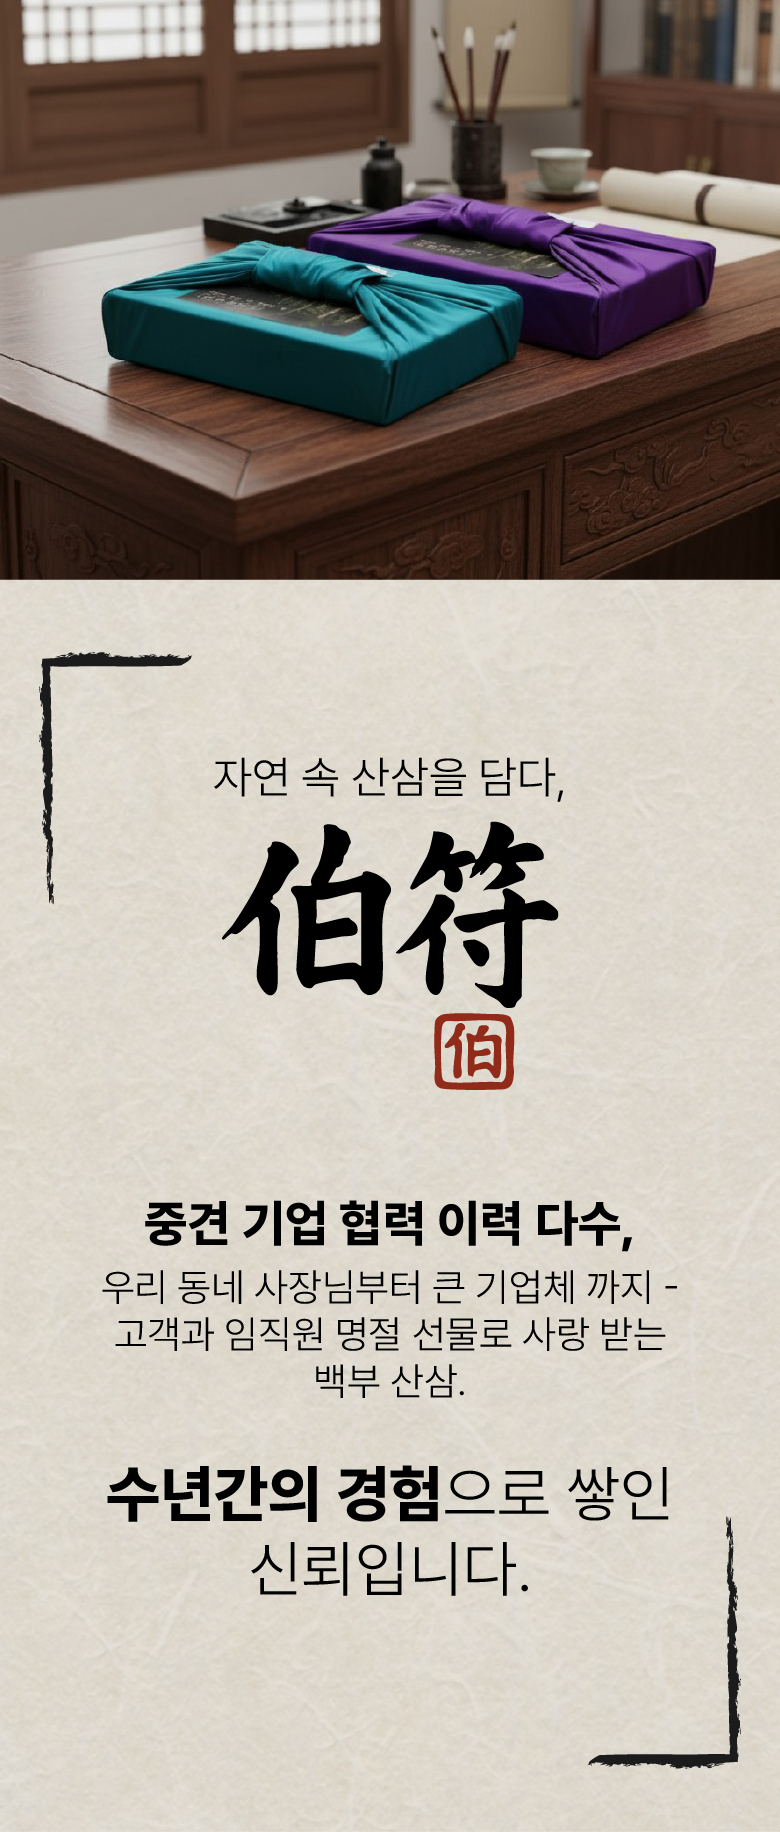 자연 속 산삼을 담다,
伯符
伯
중견 기업 협력 이력 다수,
우리 동네 사장님부터 큰 기업체 까지 -
고객과 임직원 명절 선물로 사랑 받는
백부 산삼.
수년간의 경험으로 쌓인
신뢰입니다.